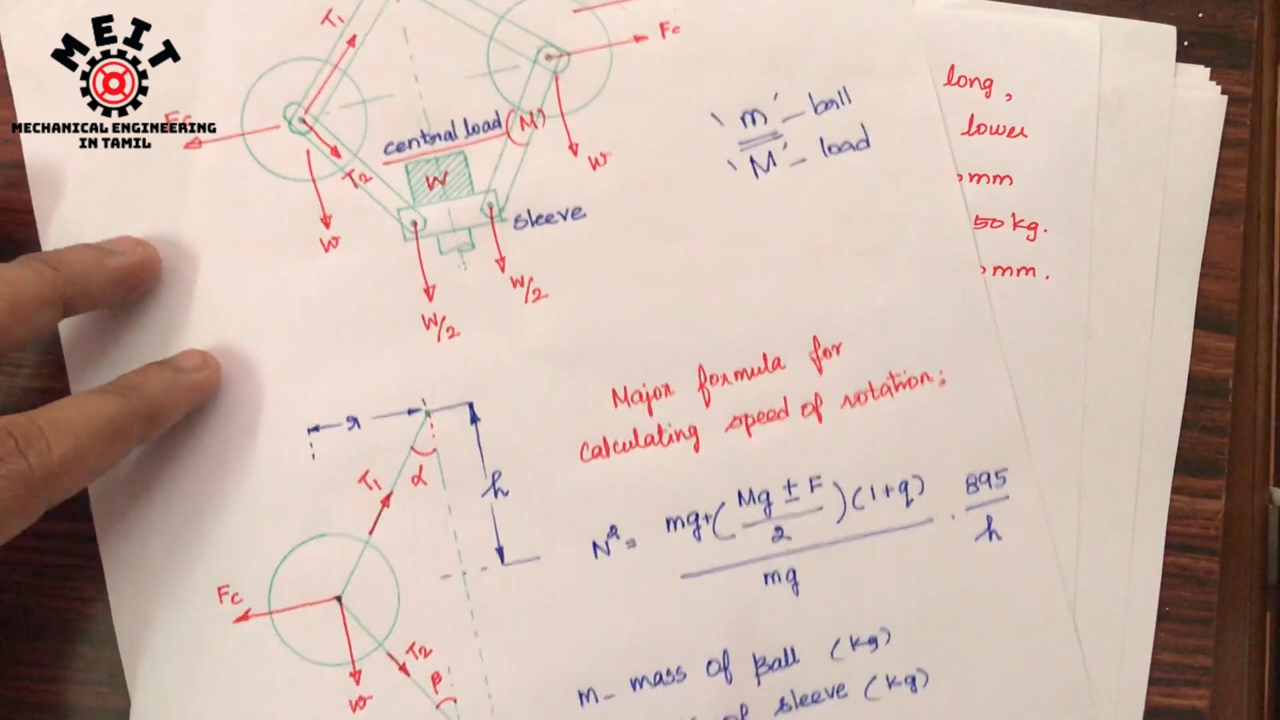 MEIT
MECHANICAL ENGINEERING
IN TAMIL
T1
Fc
Fc
central load (M)
'm' - ball
'M' - load
T2
W
w
w
sleeve
W/2
W/2
long,
lower
mm
50 kg.
mm.
Major formula for
calculating speed of rotation:
r
T1
α
h
N² = mg+(Mg ± F / 2)(1+q) / mg . 895 / h
Fc
T2
β
w
m - mass of Ball (kg)
of sleeve (kg)